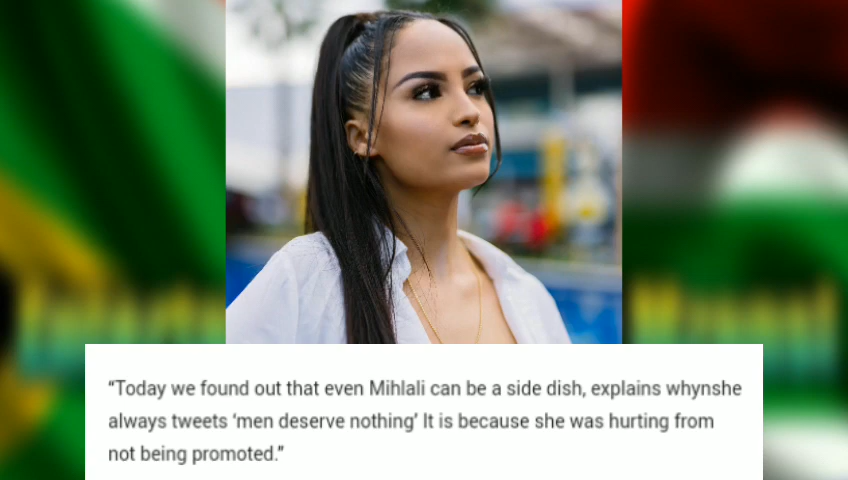 “Today we found out that even Mihlali can be a side dish, explains whynshe
always tweets ‘men deserve nothing’ It is because she was hurting from
not being promoted.”